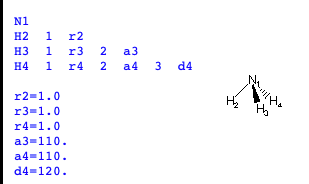 N1
H2 1 r2
H3 1 r3 2 a3
H4 1 r4 2 a4 3 d4
r2=1.0
r3=1.0
r4=1.0
a3=110.
a4=110.
d4=120.
N1
H2
H3
H4